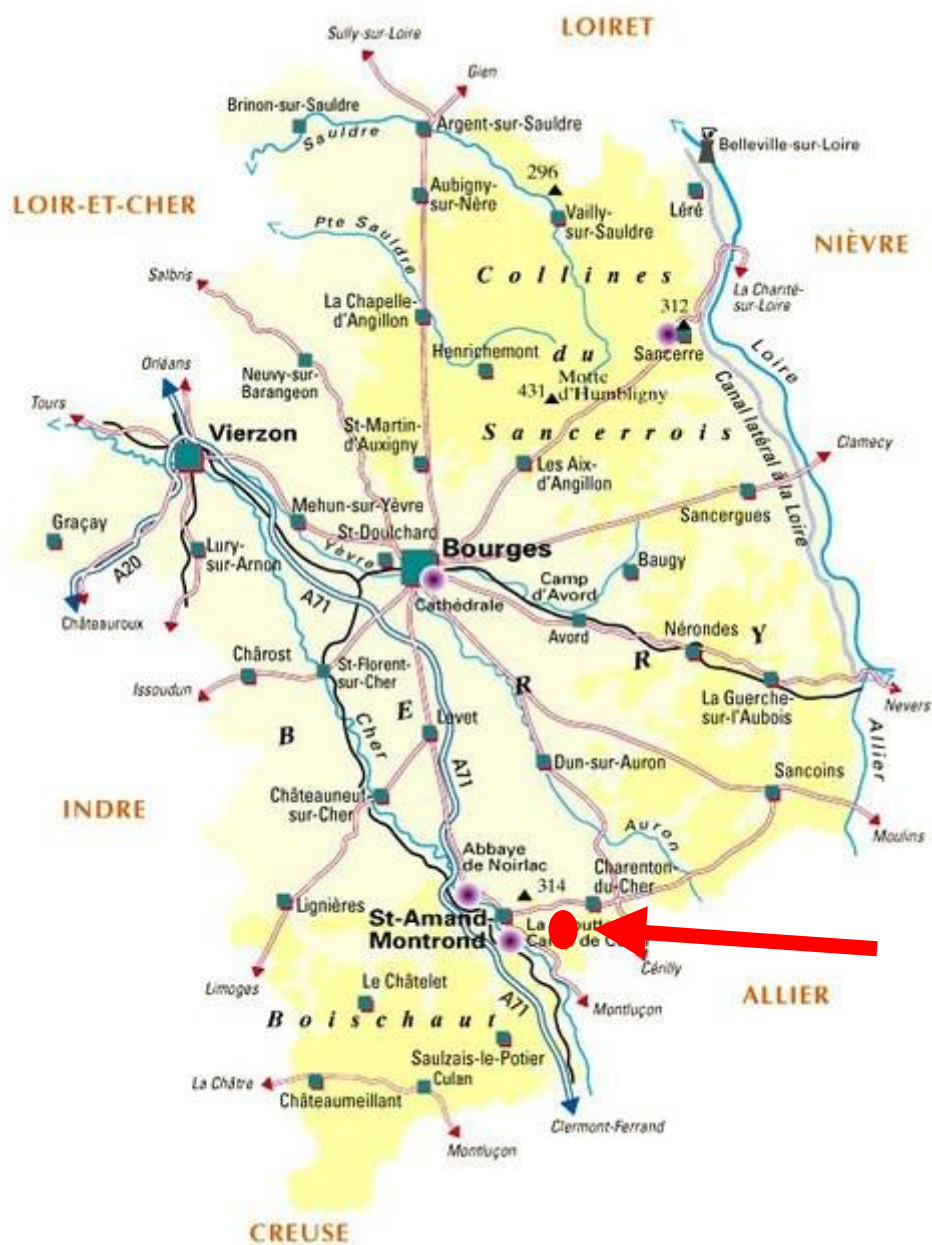 LOIRET
Sully-sur-Loire
Gien
Brinon-sur-Sauldre
Sauldre
Argent-sur-Sauldre
Belleville-sur-Loire
296
LOIR-ET-CHER
Aubigny-
sur-Nère
Léré
Vailly-
sur-Sauldre
Pte Sauldre
NIÈVRE
Collines
Salbris
La Charité-
sur-Loire
La Chapelle-
d'Angillon
312
Henrichemont
du
Sancerre
Loire
Orléans
Neuvy-sur-
Barangeon
431
Motte
d'Humbligny
Canal latéral à la Loire
Tours
Vierzon
St-Martin-
d'Auxigny
Sancerrois
Clamecy
Les Aix-
d'Angillon
Mehun-sur-Yèvre
Sancergues
Graçay
St-Doulchard
Lury-
sur-Arnon
Yèvre
Bourges
Baugy
A20
A71
Camp
d'Avord
Cathédrale
Châteauroux
Avord
Nérondes
Y
Chârost
St-Florent-
sur-Cher
R
R
Issoudun
La Guerche-
sur-l'Aubois
Nevers
E
B
Cher
Levet
Allier
A71
Dun-sur-Auron
Sancoins
INDRE
Châteauneuf-
sur-Cher
Moulins
Auron
Abbaye
de Noirlac
Charenton-
du-Cher
314
Lignières
St-Amand-
Montrond
La
de
Cérilly
Limoges
Le Châtelet
A71
Montluçon
ALLIER
Boischaut
Saulzais-le-Potier
La Châtre
Culan
Châteaumeillant
Clermont-Ferrand
Montluçon
CREUSE